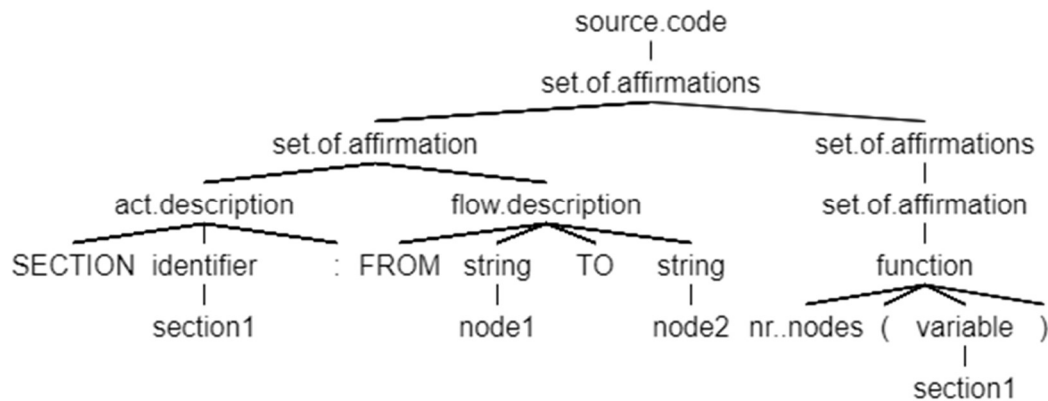 source.code
set.of.affirmations
set.of.affirmation set.of.affirmations
act.description flow.description set.of.affirmation
SECTION identifier : FROM string TO string function
section1 node1 node2 nr..nodes ( variable )
section1